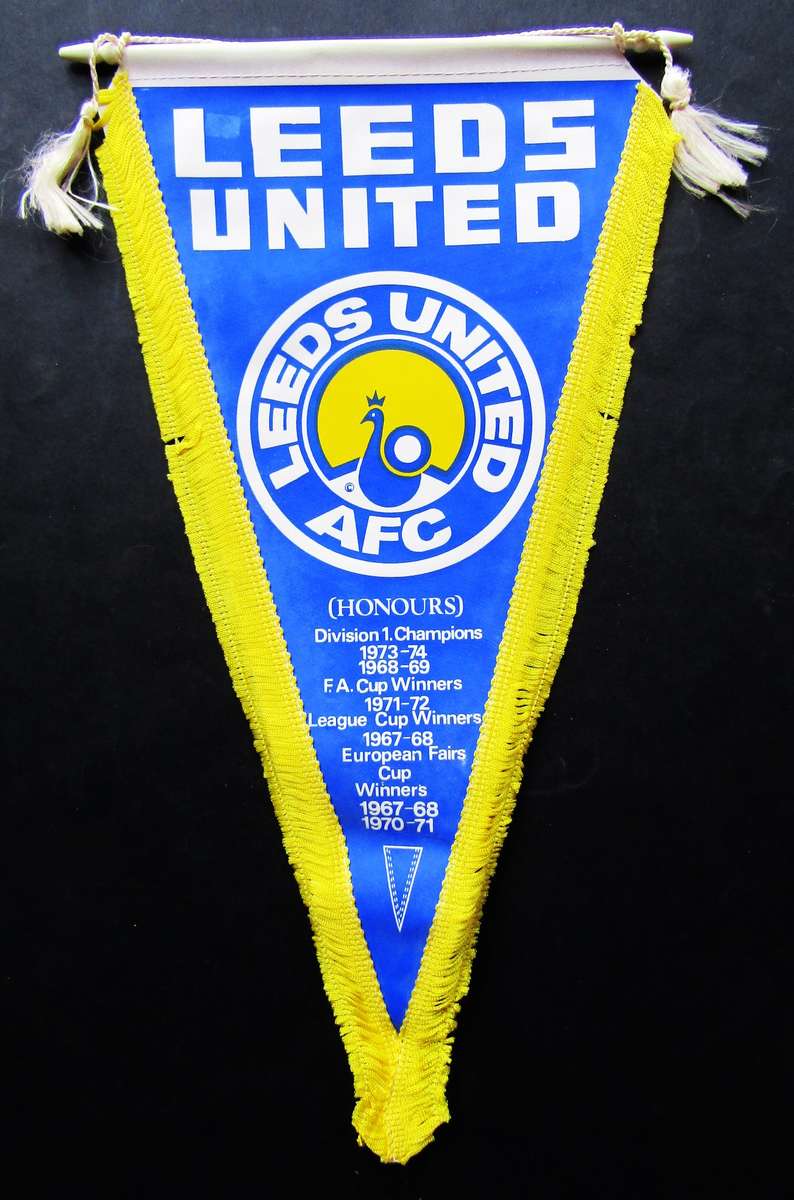 LEEDS
UNITED
LEEDS UNITED
AFC
©
(HONOURS)
Division 1. Champions
1973-74
1968-69
F.A. Cup Winners
1971-72
League Cup Winners
1967-68
European Fairs
Cup
Winners
1967-68
1970-71